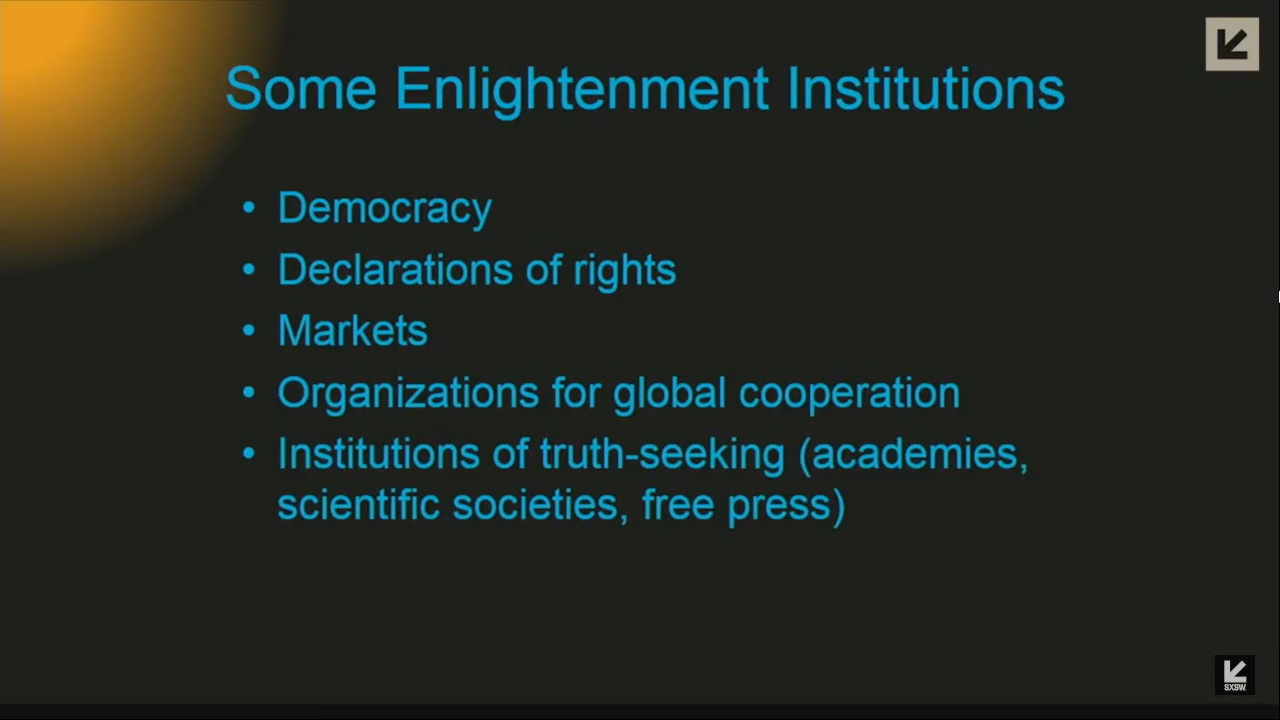 Some Enlightenment Institutions
• Democracy
• Declarations of rights
• Markets
• Organizations for global cooperation
• Institutions of truth-seeking (academies,
scientific societies, free press)
SXSW.